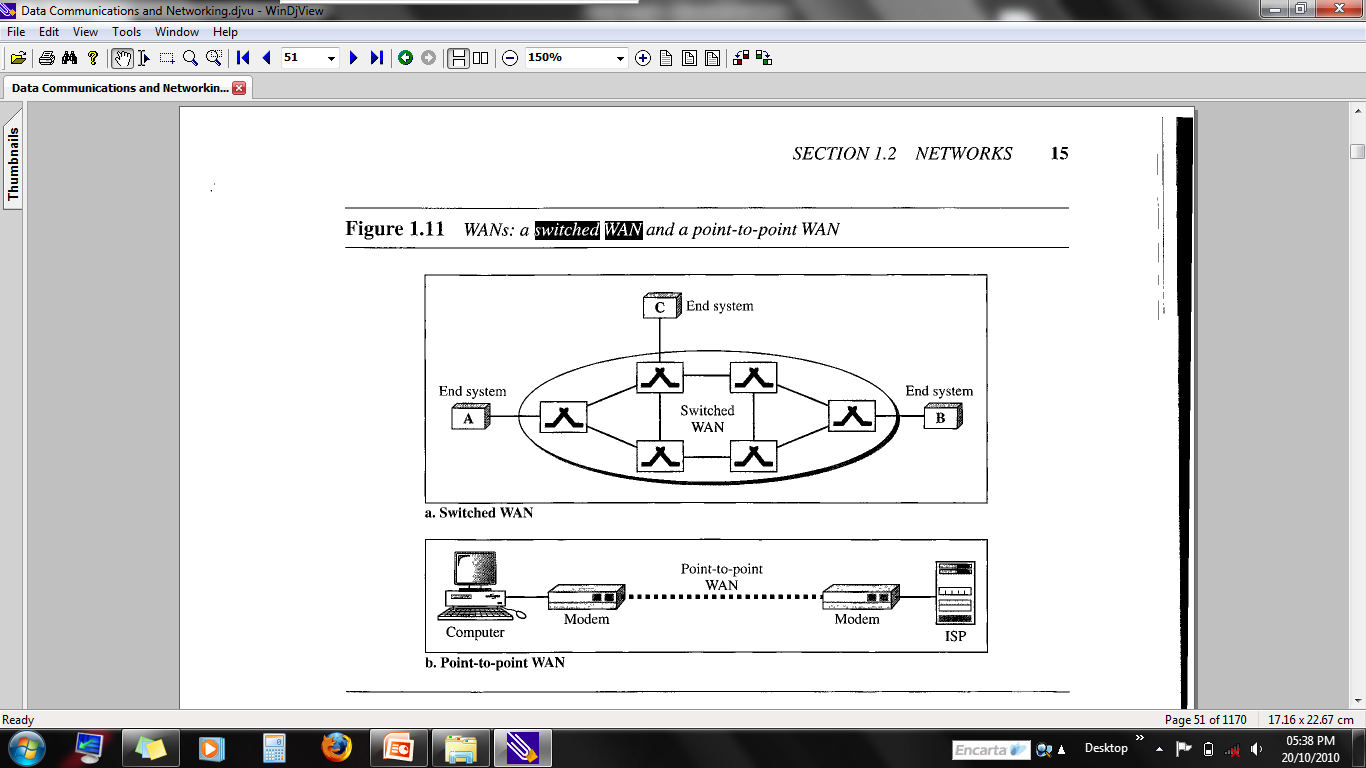 Data Communications and Networking.djvu - WinDjView
File Edit View Tools Window Help
51 150%
Data Communications and Networkin...
Thumbnails
SECTION 1.2 NETWORKS 15
Figure 1.11 WANs: a switched WAN and a point-to-point WAN
C End system
End system
A
Switched
WAN
End system
B
a. Switched WAN
Point-to-point
WAN
Computer
Modem
Modem
ISP
b. Point-to-point WAN
Ready
Page 51 of 1170 17.16 x 22.67 cm
Encarta
Desktop
05:38 PM
20/10/2010